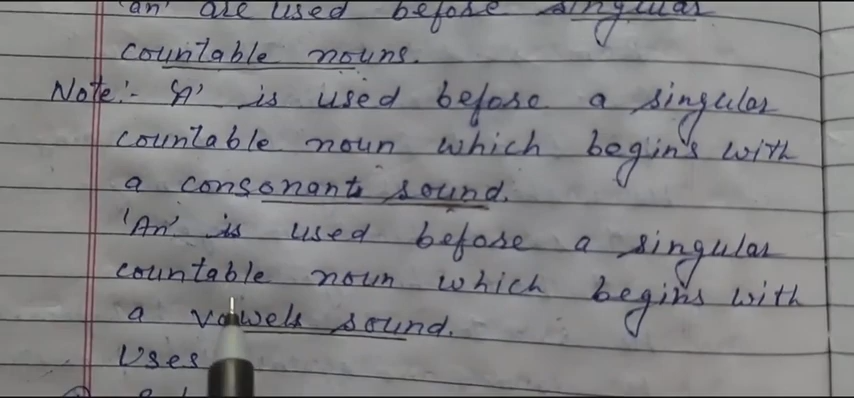 'an' are used before singular
countable nouns.
Note:- 'A' is used before a singular
countable noun which begins with
a consonants sound.
'An' is used before a singular
countable noun which begins with
a vowels sound.
Uses